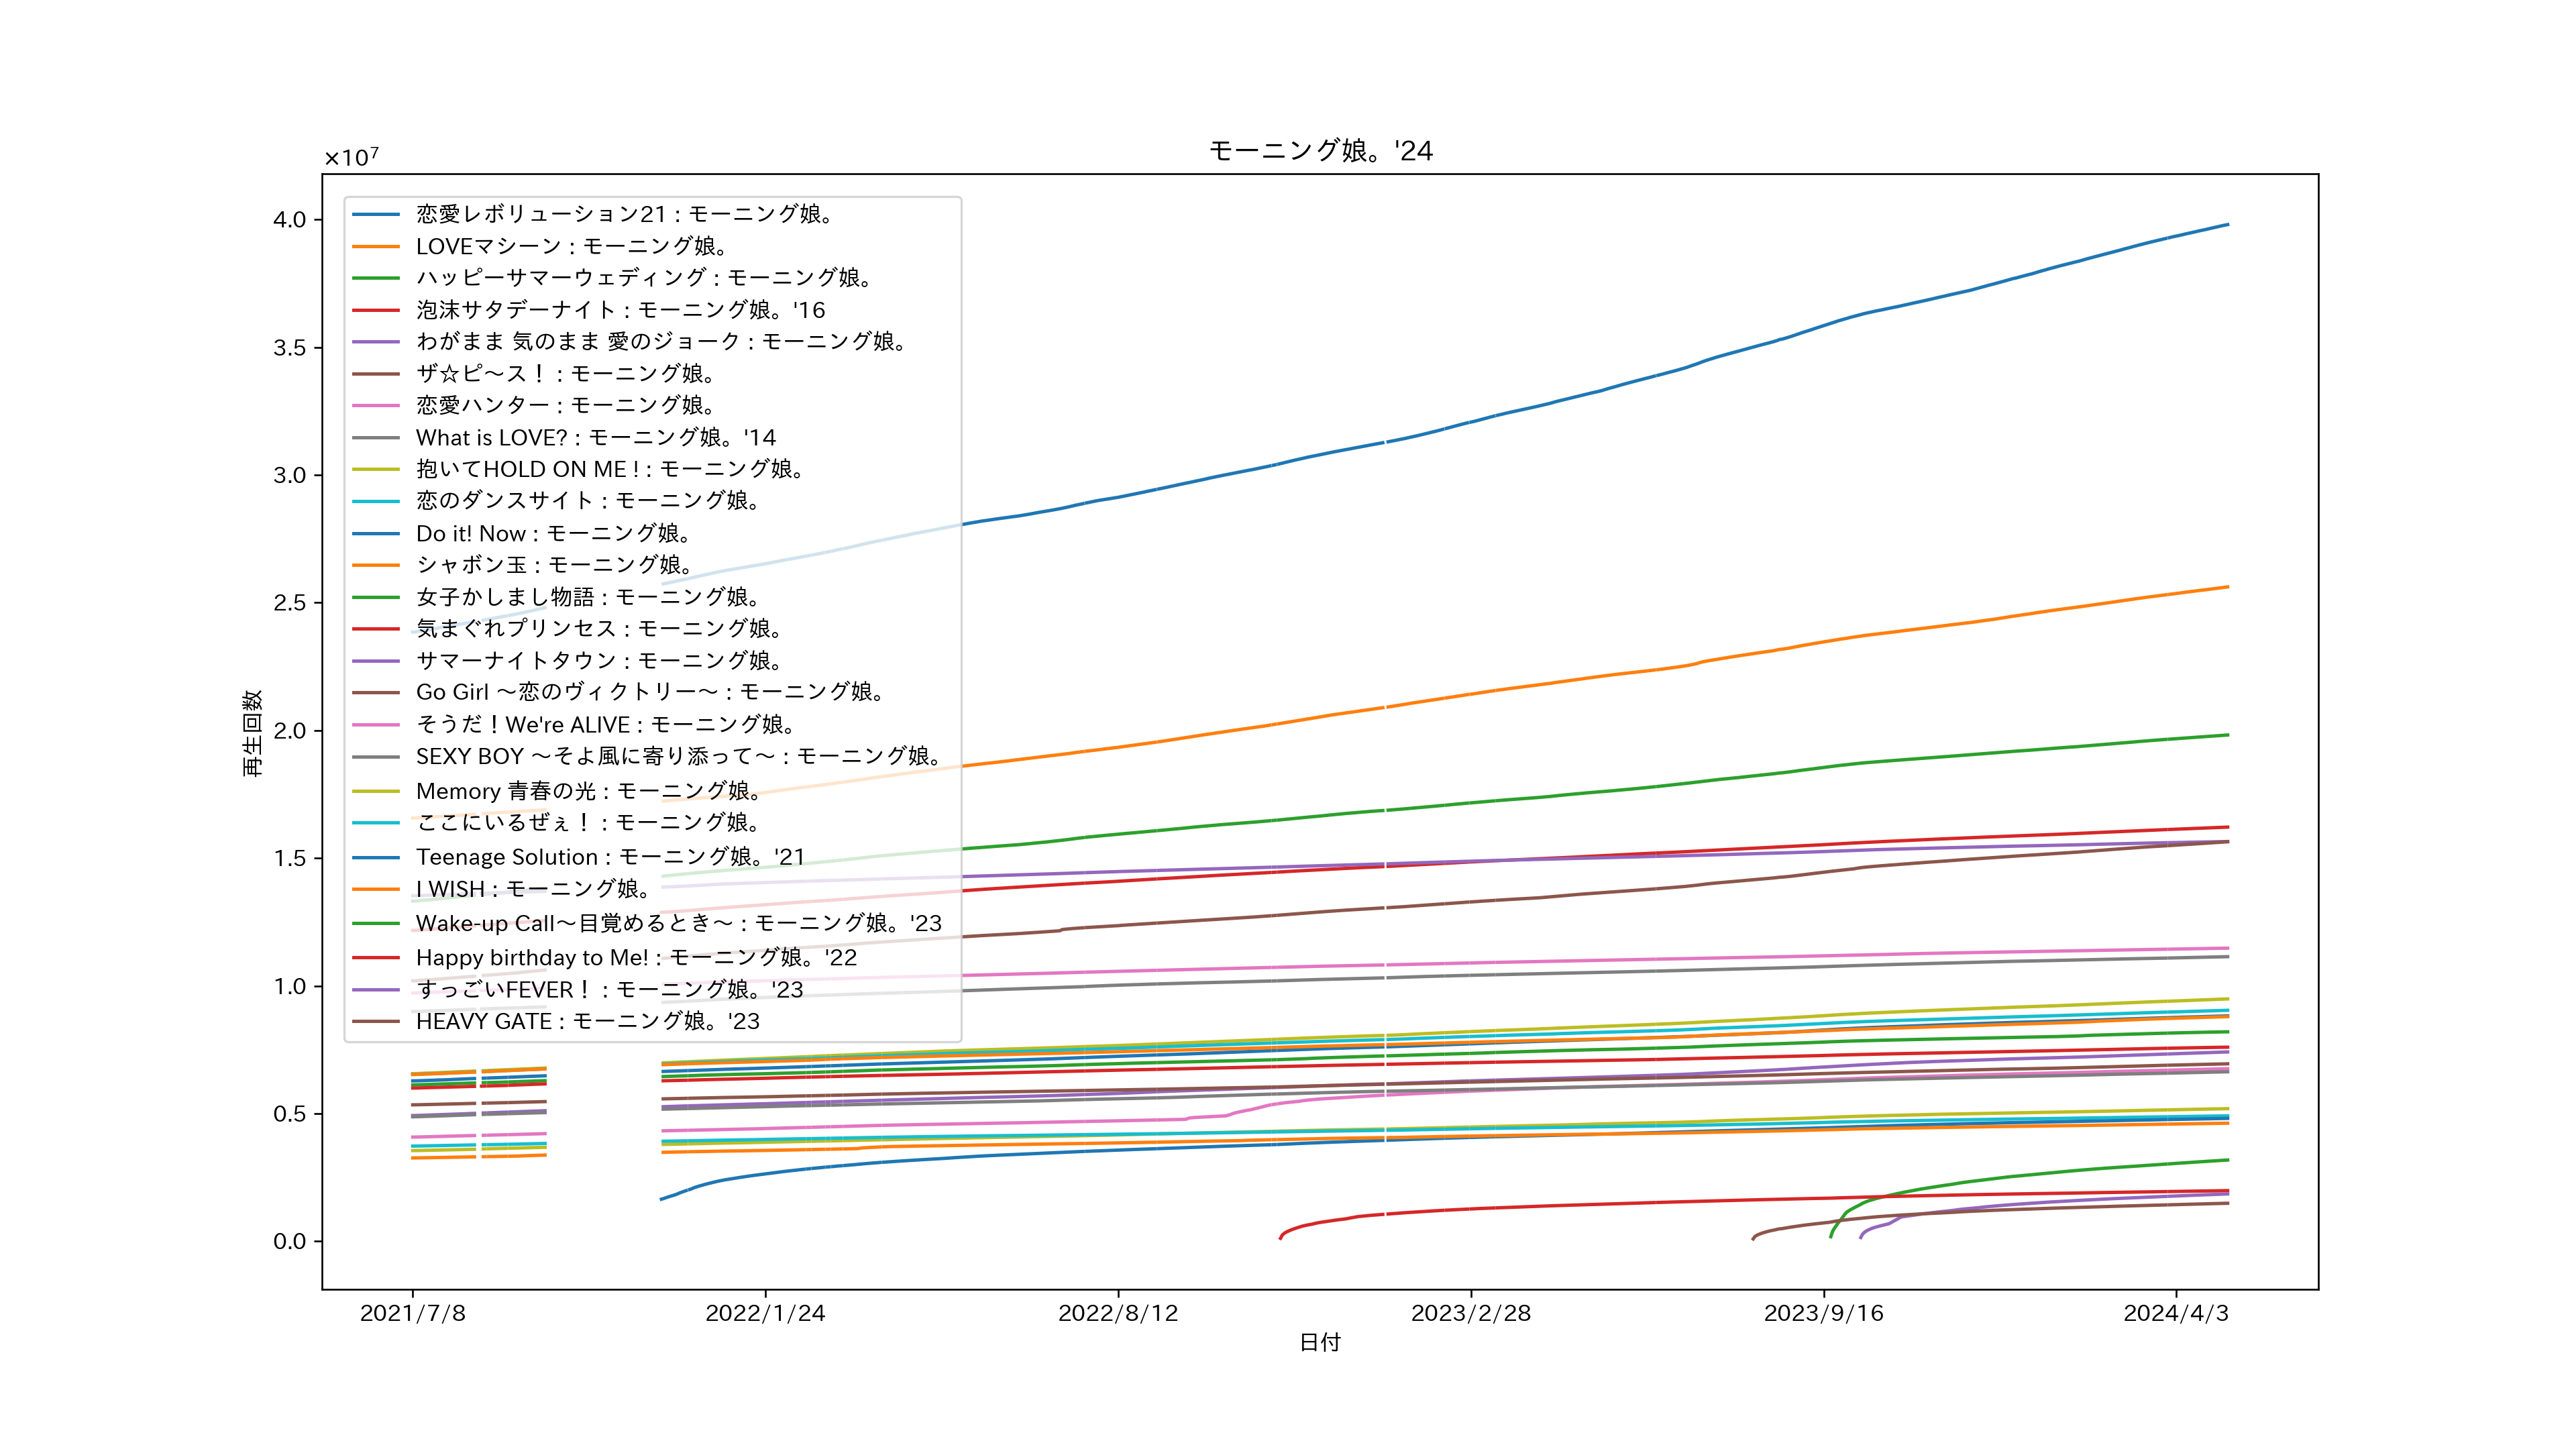 モーニング娘。'24
×10⁷
4.0
3.5
3.0
2.5
2.0
1.5
1.0
0.5
0.0
再生回数
恋愛レボリューション21 : モーニング娘。
LOVEマシーン : モーニング娘。
ハッピーサマーウェディング : モーニング娘。
泡沫サタデーナイト : モーニング娘。'16
わがまま 気のまま 愛のジョーク : モーニング娘。
ザ☆ピ～ス！ : モーニング娘。
恋愛ハンター : モーニング娘。
What is LOVE? : モーニング娘。'14
抱いてHOLD ON ME ! : モーニング娘。
恋のダンスサイト : モーニング娘。
Do it! Now : モーニング娘。
シャボン玉 : モーニング娘。
女子かしまし物語 : モーニング娘。
気まぐれプリンセス : モーニング娘。
サマーナイトタウン : モーニング娘。
Go Girl ～恋のヴィクトリー～ : モーニング娘。
そうだ！We're ALIVE : モーニング娘。
SEXY BOY ～そよ風に寄り添って～ : モーニング娘。
Memory 青春の光 : モーニング娘。
ここにいるぜぇ！ : モーニング娘。
Teenage Solution : モーニング娘。'21
I WISH : モーニング娘。
Wake-up Call～目覚めるとき～ : モーニング娘。'23
Happy birthday to Me! : モーニング娘。'22
すっごいFEVER！ : モーニング娘。'23
HEAVY GATE : モーニング娘。'23
2021/7/8 2022/1/24 2022/8/12 2023/2/28 2023/9/16 2024/4/3
日付